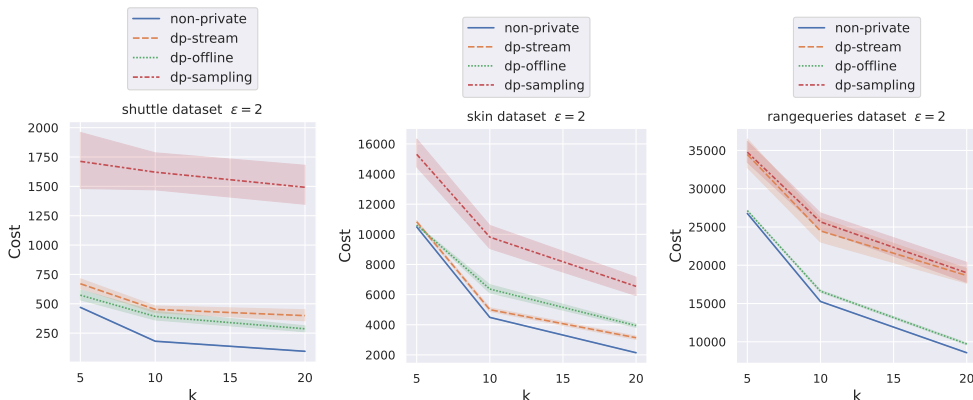 non-private
dp-stream
dp-offline
dp-sampling
shuttle dataset ε = 2
2000
1750
1500
1250
1000
750
500
250
Cost
5
10
15
20
k
non-private
dp-stream
dp-offline
dp-sampling
skin dataset ε = 2
16000
14000
12000
10000
8000
6000
4000
2000
Cost
5
10
15
20
k
non-private
dp-stream
dp-offline
dp-sampling
rangequeries dataset ε = 2
35000
30000
25000
20000
15000
10000
Cost
5
10
15
20
k